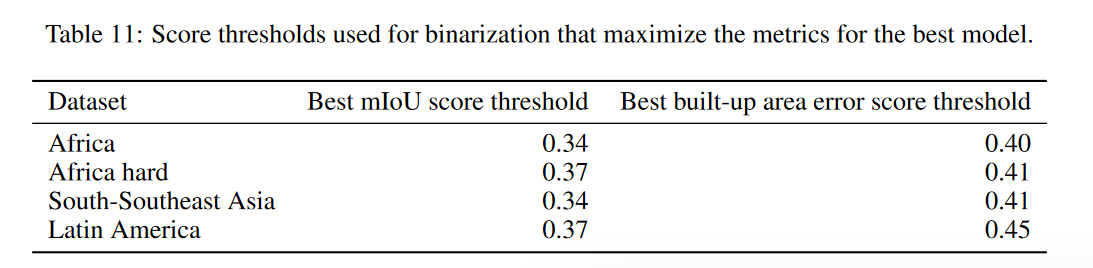 Table 11: Score thresholds used for binarization that maximize the metrics for the best model.
Dataset Best mIoU score threshold Best built-up area error score threshold
Africa 0.34 0.40
Africa hard 0.37 0.41
South-Southeast Asia 0.34 0.41
Latin America 0.37 0.45